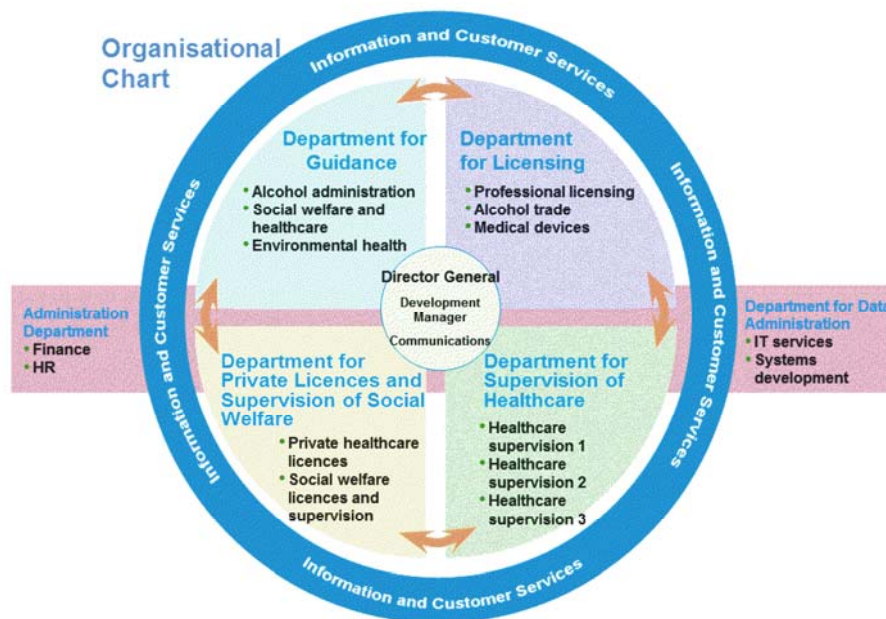 Organisational
Chart
Information and Customer Services
Department for
Guidance
• Alcohol administration
• Social welfare and
healthcare
• Environmental health
Department
for Licensing
• Professional licensing
• Alcohol trade
• Medical devices
Information and Customer Services
Information and Customer Services
Director General
Development
Manager
Communications
Administration
Department
• Finance
• HR
Department for Data
Administration
• IT services
• Systems
development
Department for
Private Licences and
Supervision of Social
Welfare
• Private healthcare
licences
• Social welfare
licences and
supervision
Department for
Supervision of
Healthcare
• Healthcare
supervision 1
• Healthcare
supervision 2
• Healthcare
supervision 3
Information and Customer Services